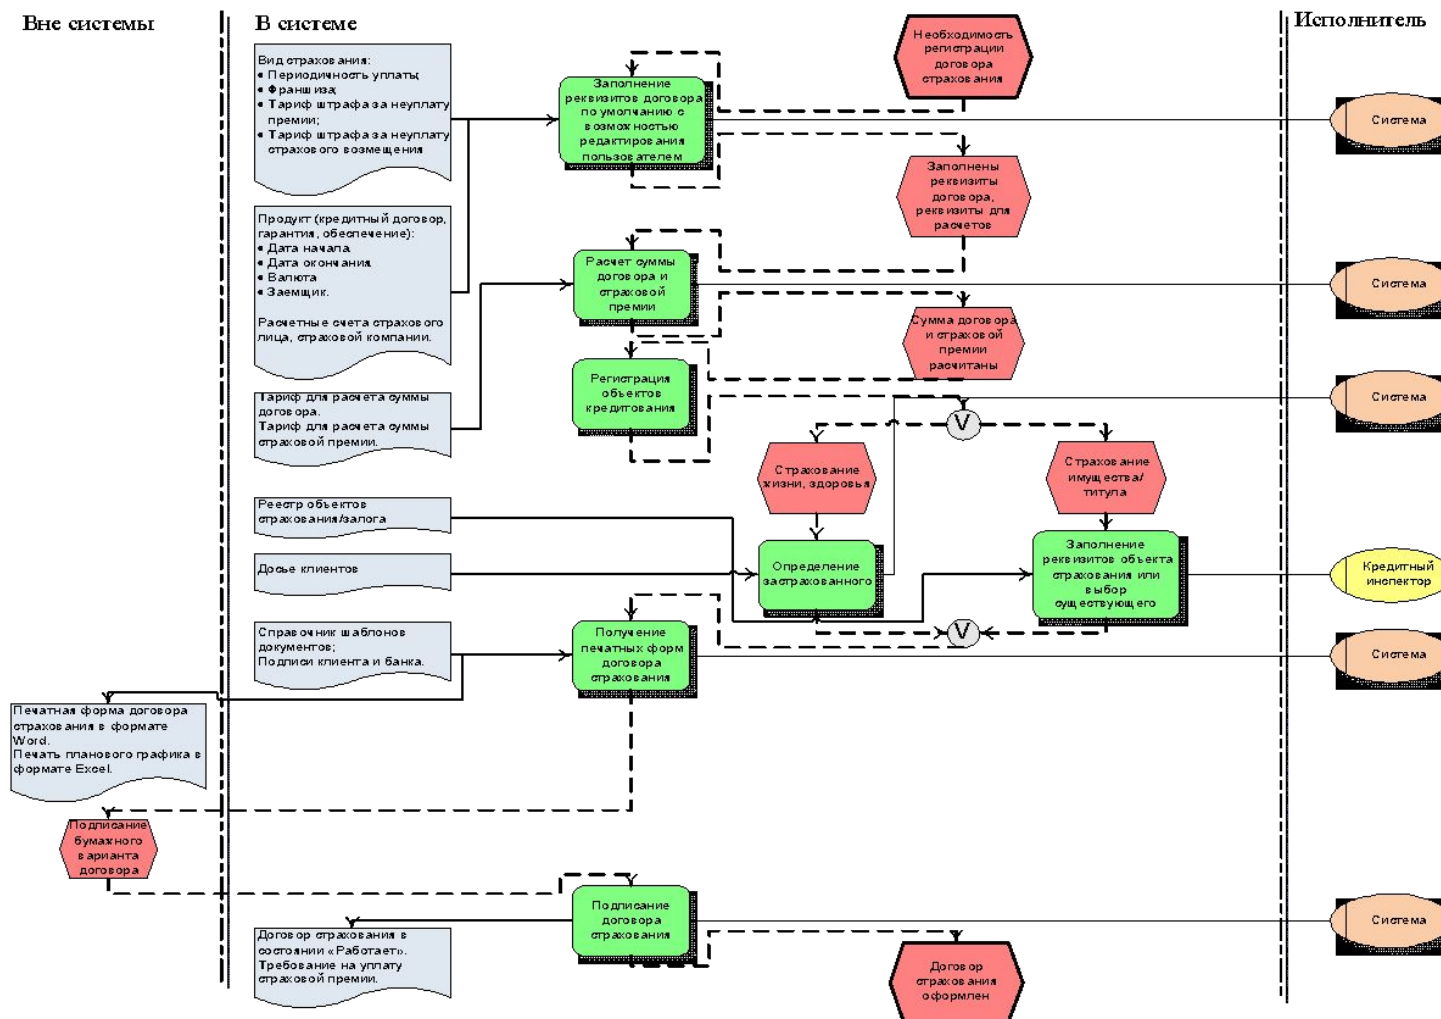 Вне системы
В системе
Исполнитель
Вид страхования:
• Периодичность уплаты;
• Франшиза;
• Тариф штрафа за неуплату
премии;
• Тариф штрафа за неуплату
страхового возмещения
Заполнение
реквизитов договора
по умолчанию с
возможностью
редактирования
пользователем
Необходимость
регистрации
договора
страхования
Система
Заполнены
реквизиты
договора,
реквизиты для
расчетов
Продукт (кредитный договор,
гарантия, обеспечение):
• Дата начала
• Дата окончания
• Валюта
• Заемщик.
Расчетные счета страхового
лица, страховой компании.
Расчет суммы
договора и
страховой
премии
Система
Сумма договора
и страховой
премии
расчитаны
Регистрация
объектов
кредитования
Тариф для расчета суммы
договора.
Тариф для расчета суммы
страховой премии.
Система
V
Страхование
жизни, здоровья
Страхование
имущества/
титула
Реестр объектов
страхования/залога
Досье клиентов
Определение
застрахованного
Заполнение
реквизитов объекта
страхования или
выбор
существующего
Кредитный
инспектор
V
Справочник шаблонов
документов;
Подписи клиента и банка.
Получение
печатных форм
договора
страхования
Система
Печатная форма договора
страхования в формате
Word.
Печать планового графика в
формате Excel.
Подписание
бумажного
варианта
договора
Подписание
договора
страхования
Система
Договор страхования в
состоянии «Работает».
Требование на уплату
страховой премии.
Договор
страхования
оформлен